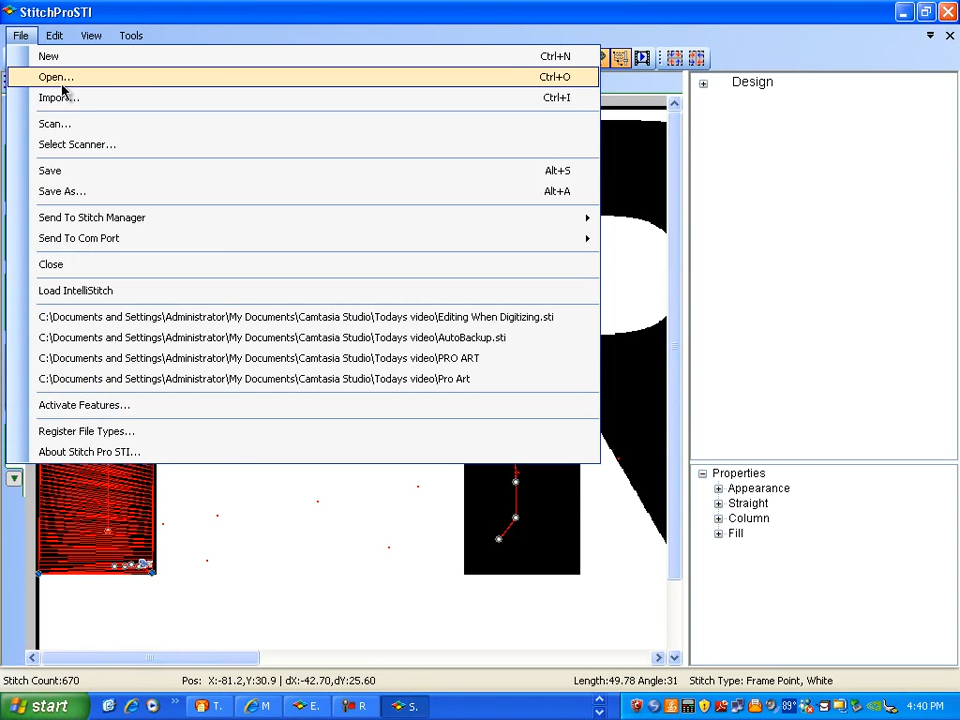 StitchProSTI
File Edit View Tools
New Ctrl+N
Open... Ctrl+O
Import... Ctrl+I
Scan...
Select Scanner...
Save Alt+S
Save As... Alt+A
Send To Stitch Manager
Send To Com Port
Close
Load IntelliStitch
C:\Documents and Settings\Administrator\My Documents\Camtasia Studio\Todays video\Editing When Digitizing.sti
C:\Documents and Settings\Administrator\My Documents\Camtasia Studio\Todays video\AutoBackup.sti
C:\Documents and Settings\Administrator\My Documents\Camtasia Studio\Todays video\PRO ART
C:\Documents and Settings\Administrator\My Documents\Camtasia Studio\Todays video\Pro Art
Activate Features...
Register File Types...
About Stitch Pro STI...
Design
Properties
Appearance
Straight
Column
Fill
Stitch Count:670 Pos: X:-81.2,Y:30.9 | dX:-42.70,dY:25.60 Length:49.78 Angle:31 Stitch Type: Frame Point, White
start T. M E. R S. 89° 4:40 PM